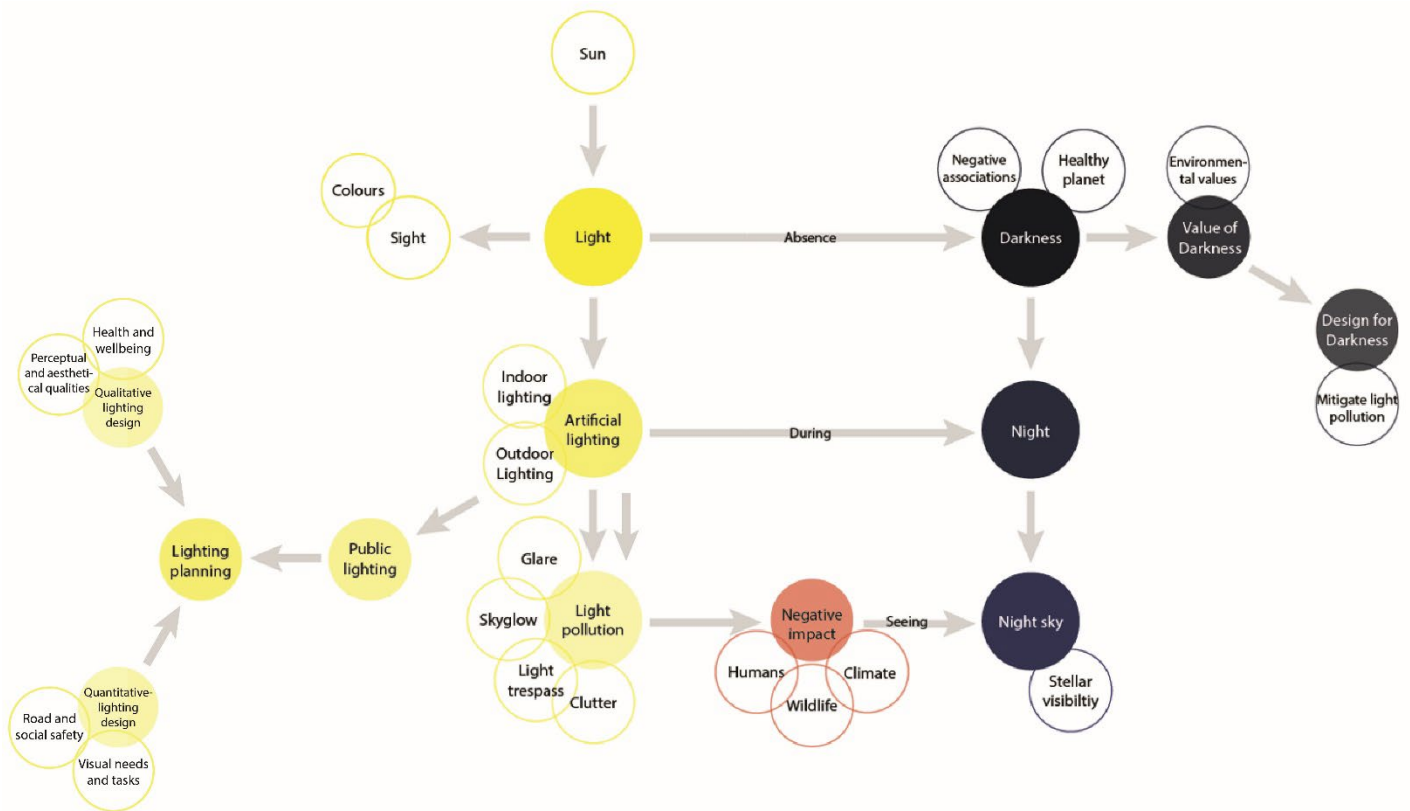 Sun
Colours
Sight
Light
Absence
Negative
associations
Healthy
planet
Darkness
Environmen-
tal values
Value of
Darkness
Design for
Darkness
Mitigate light
pollution
Health and
wellbeing
Perceptual
and aestheti-
cal qualities
Qualitative
lighting
design
Indoor
lighting
Artificial
lighting
Outdoor
Lighting
During
Night
Lighting
planning
Public
lighting
Glare
Skyglow
Light
pollution
Light
trespass
Clutter
Negative
impact
Humans
Wildlife
Climate
Seeing
Night sky
Stellar
visibiltiy
Quantitative-
lighting
design
Road and
social safety
Visual needs
and tasks